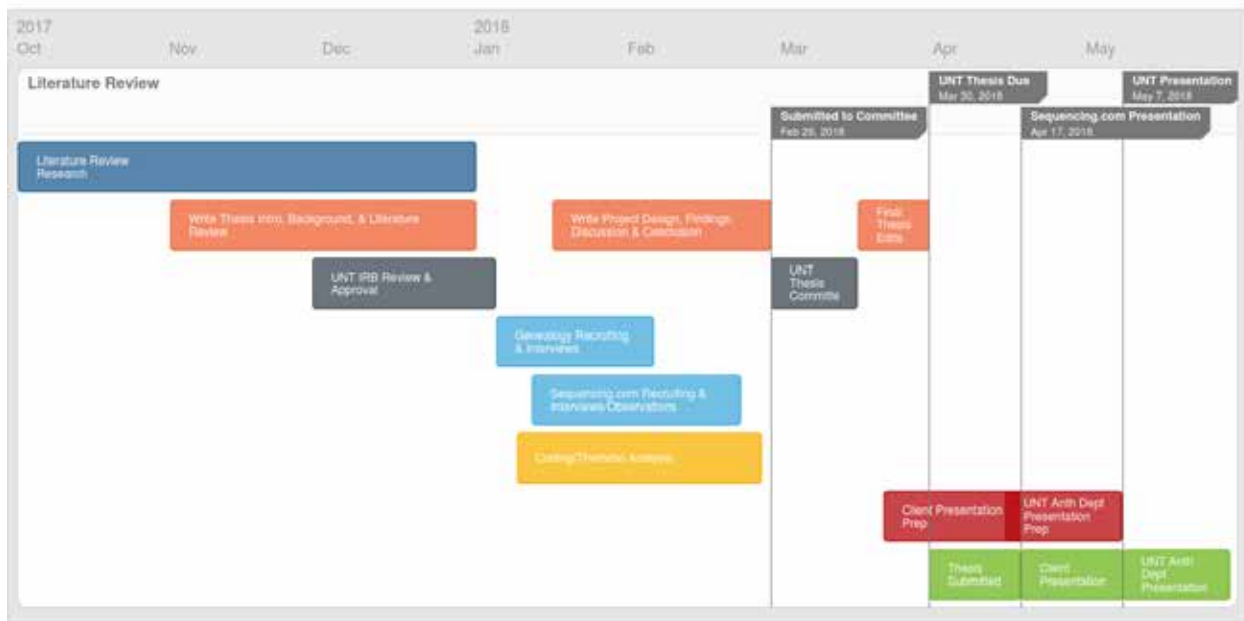 2017
2018
Oct Nov Dec Jan Feb Mar Apr May
Literature Review
UNT Thesis Due
Mar 30, 2018
UNT Presentation
May 7, 2018
Submitted to Committee
Feb 28, 2018
Sequencing.com Presentation
Apr 17, 2018
Literature Review
Research
Write Thesis Intro, Background, & Literature
Review
Write Project Design, Findings,
Discussion & Conclusion
Final
Thesis
Edits
UNT IRB Review &
Approval
UNT
Thesis
Committe
Genealogy Recruiting
& Interviews
Sequencing.com Recruiting &
Interviews/Observations
Coding/Thematic Analysis
Client Presentation
Prep
UNT Anth Dept
Presentation
Prep
Thesis
Submitted
Client
Presentation
UNT Anth
Dept
Presentation